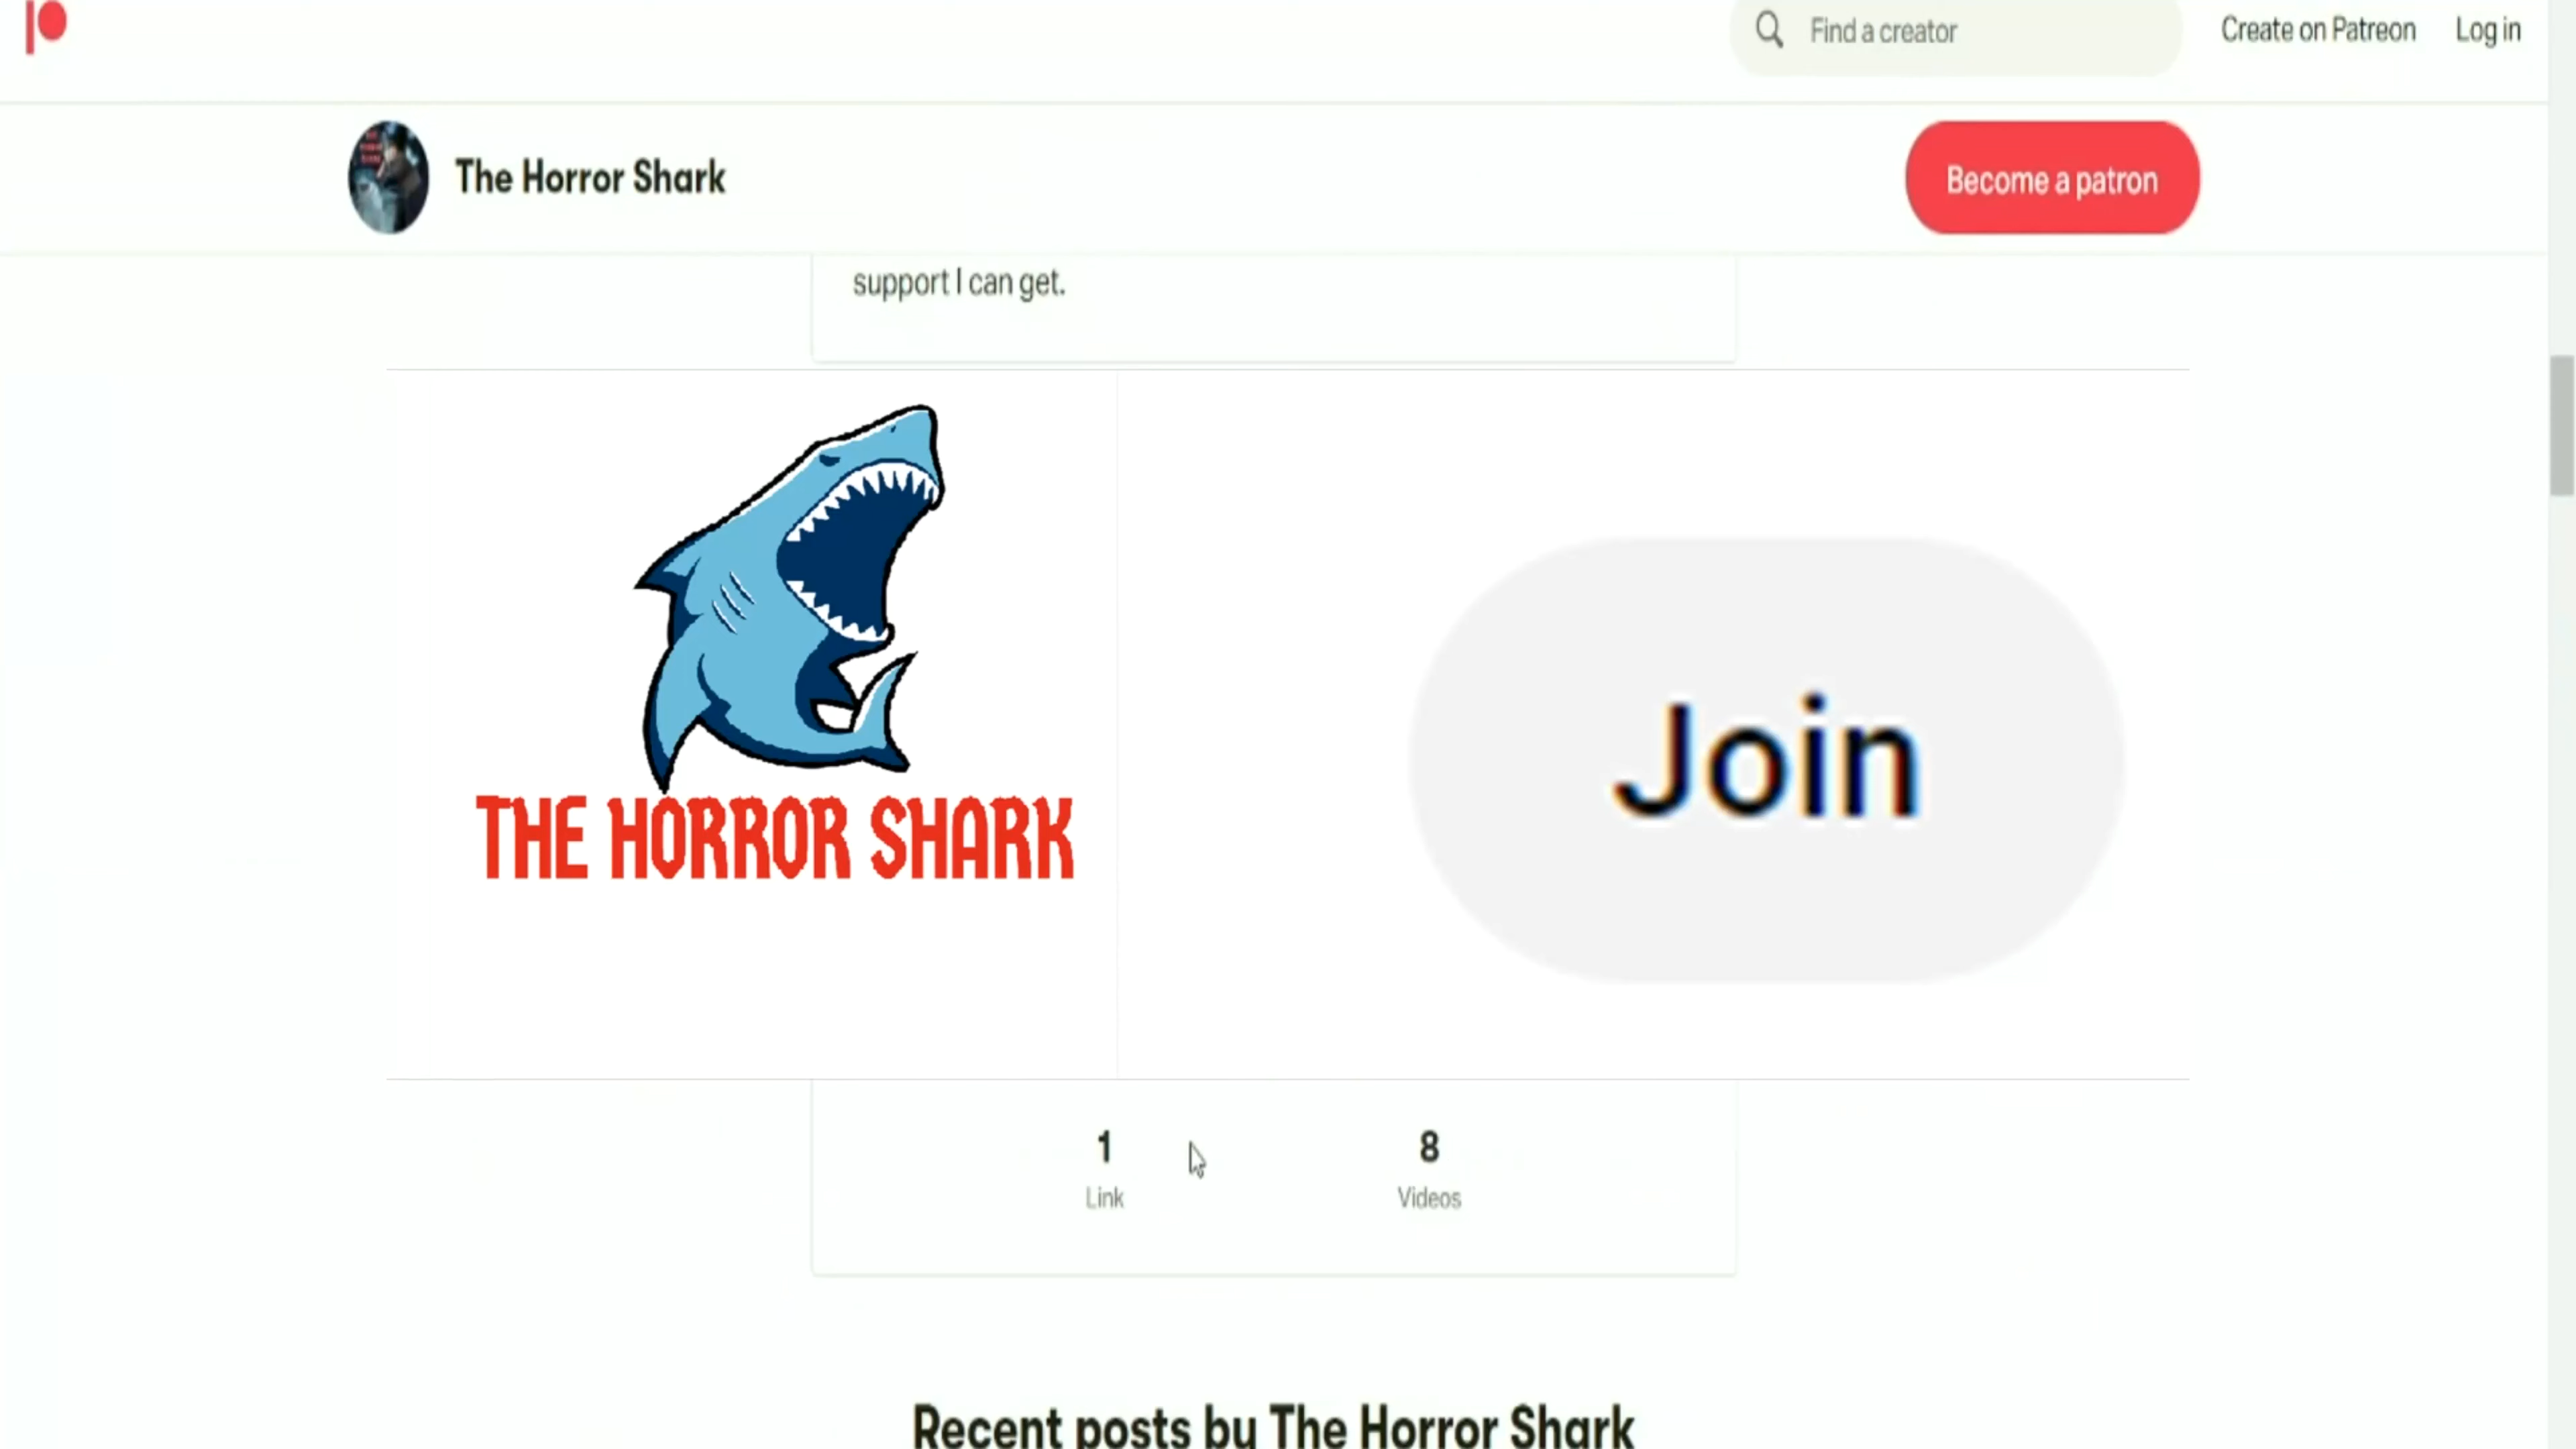 Find a creator
Create on Patreon
Log in
The Horror Shark
Become a patron
support I can get.
THE HORROR SHARK
Join
1
Link
8
Videos
Recent posts by The Horror Shark